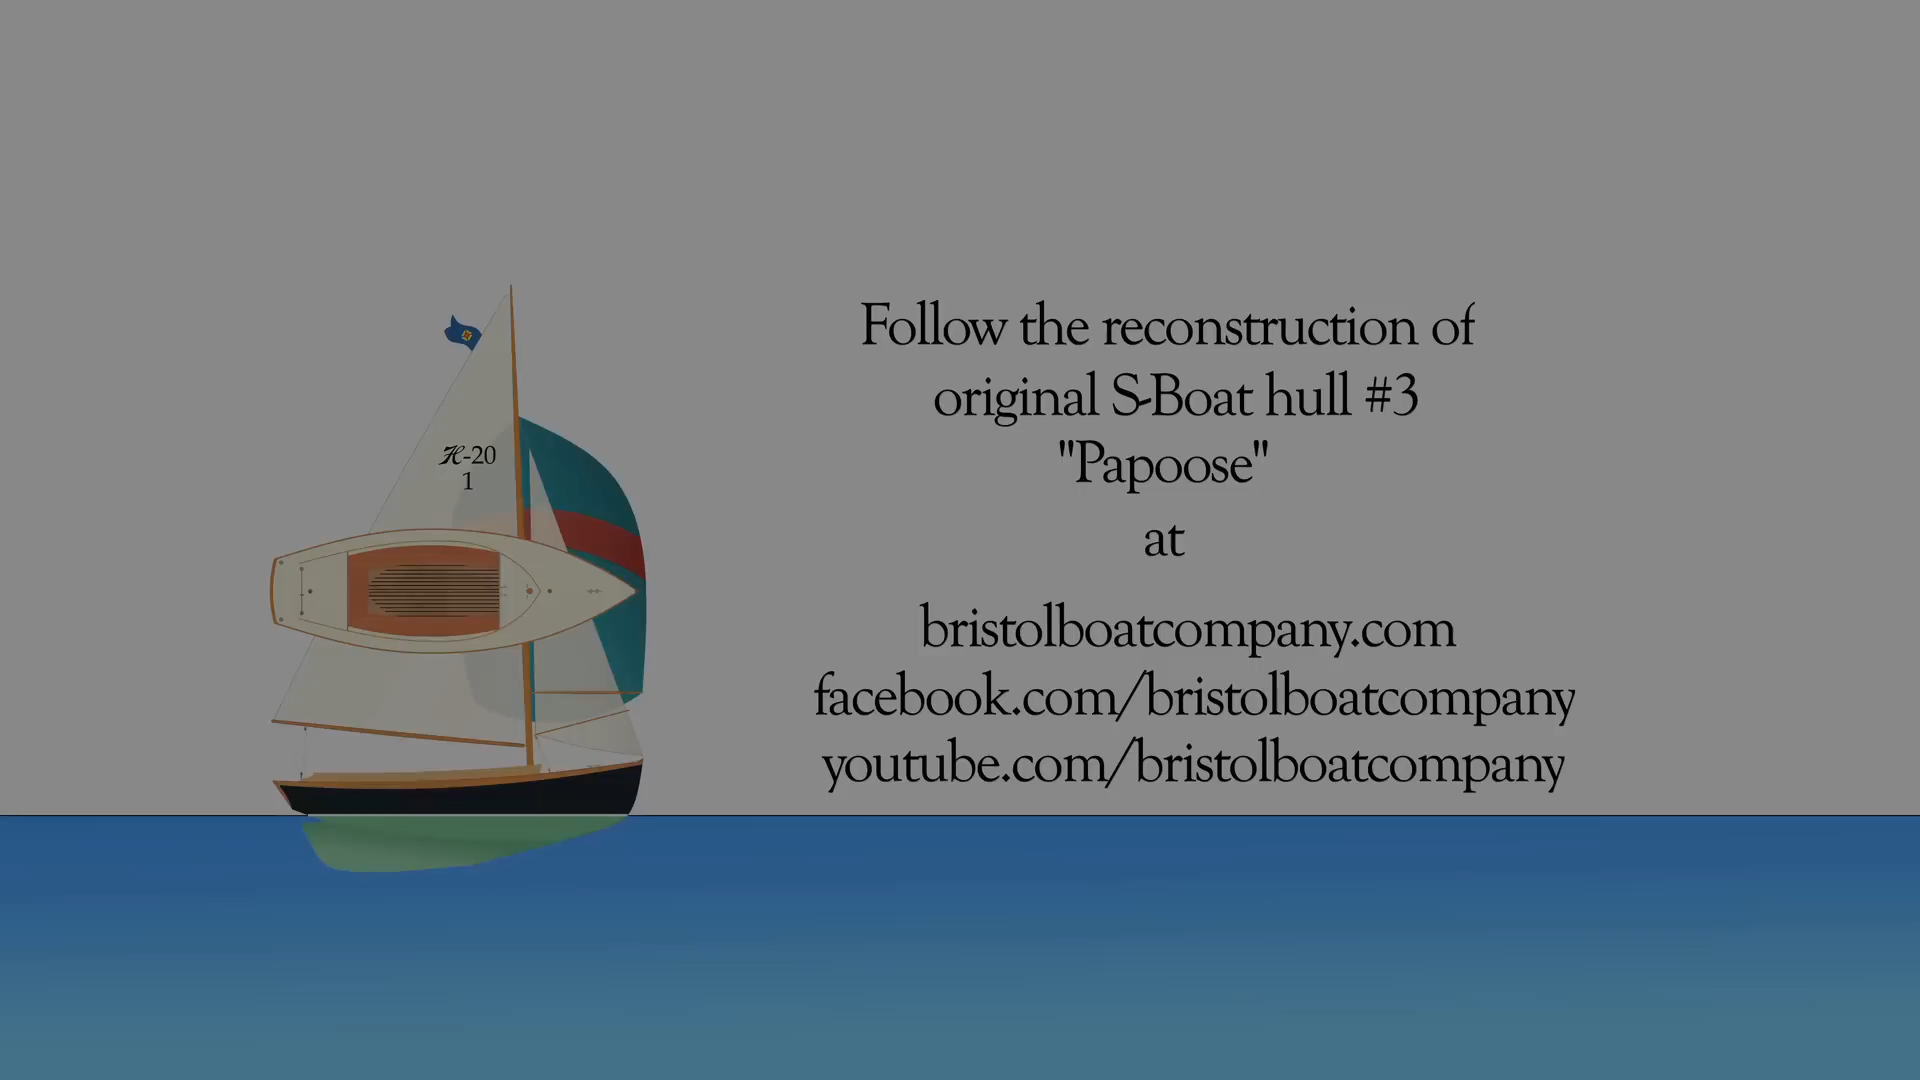 H-20
1
Follow the reconstruction of
original S-Boat hull #3
"Papoose"
at
bristolboatcompany.com
facebook.com/bristolboatcompany
youtube.com/bristolboatcompany